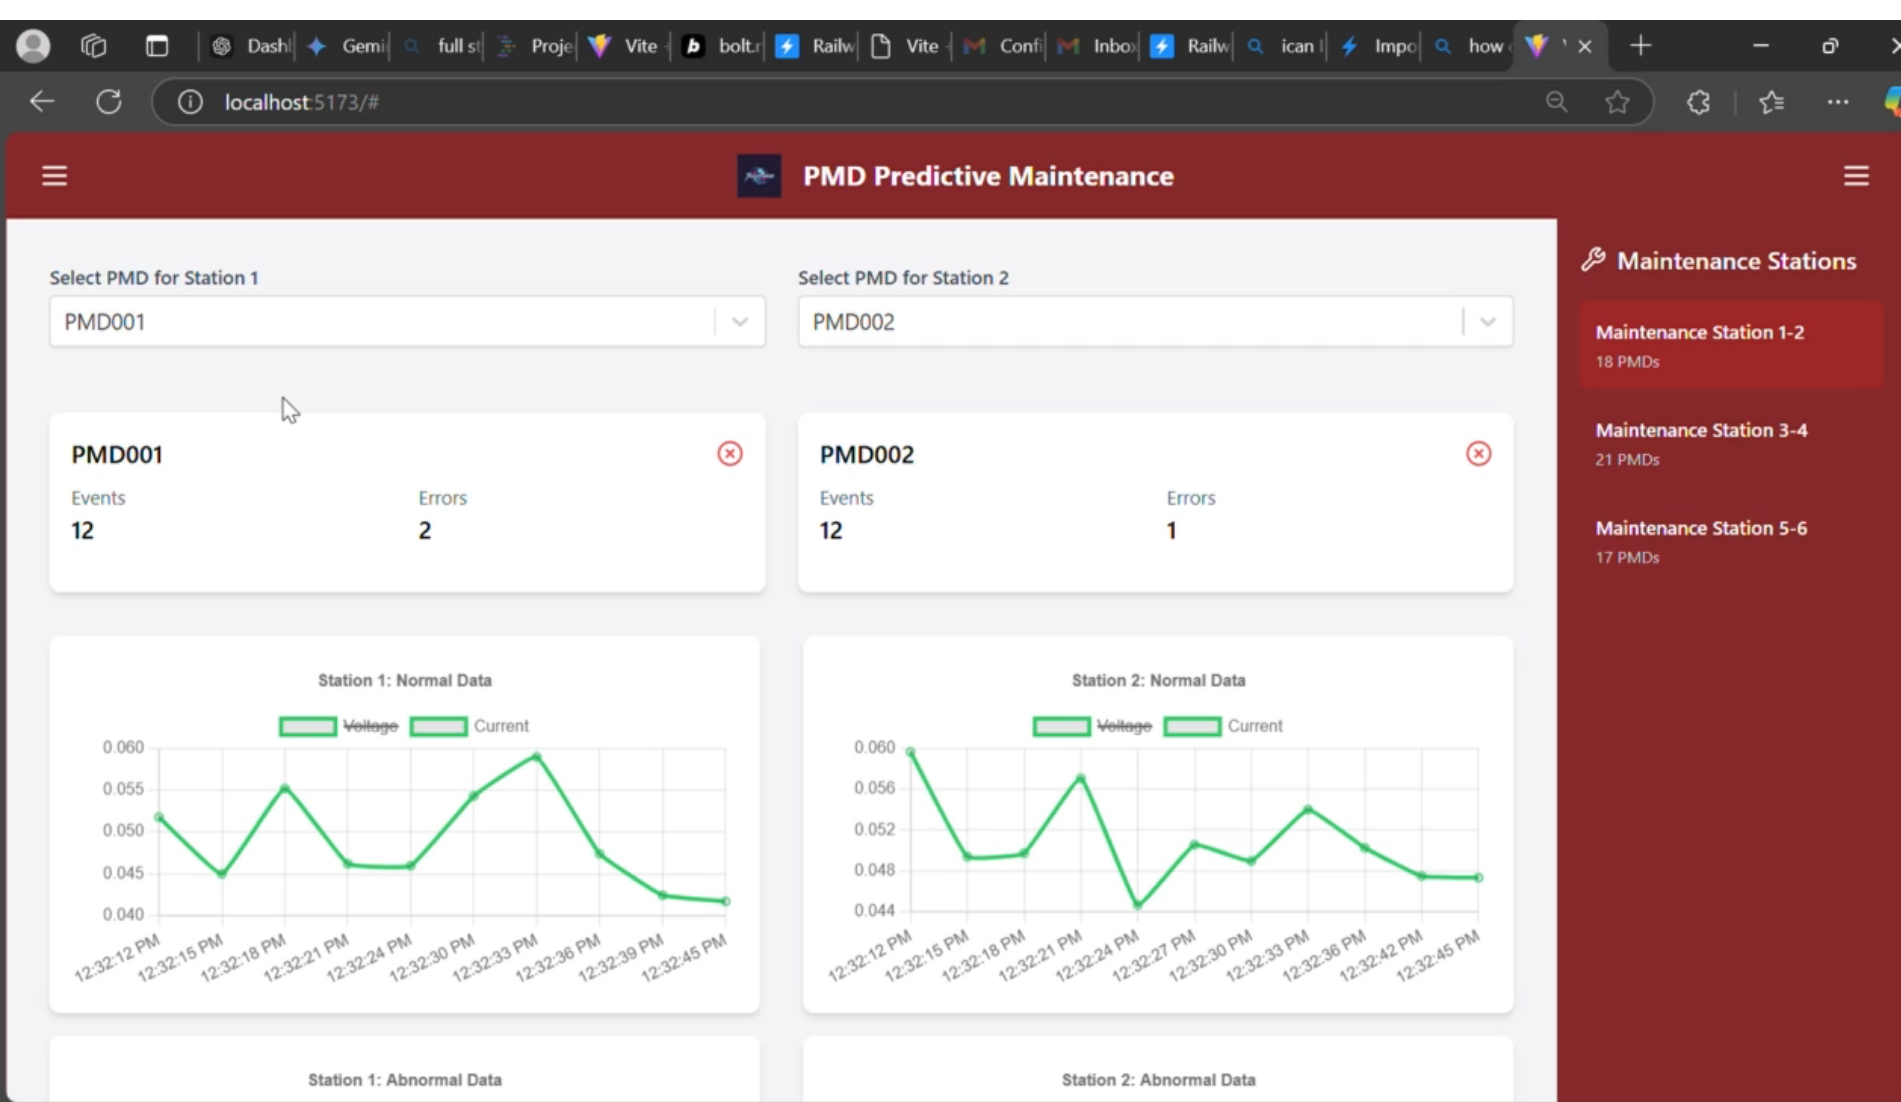 Dashl Gemi full st Proje Vite bolt.r Railw Vite Confi Inbox Railw ican I Impo how
localhost:5173/#
PMD Predictive Maintenance
Select PMD for Station 1
PMD001
Select PMD for Station 2
PMD002
PMD001
Events Errors
12 2
PMD002
Events Errors
12 1
Station 1: Normal Data
Voltage Current
0.060
0.055
0.050
0.045
0.040
12:32:12 PM 12:32:15 PM 12:32:18 PM 12:32:21 PM 12:32:24 PM 12:32:30 PM 12:32:33 PM 12:32:36 PM 12:32:39 PM 12:32:45 PM
Station 2: Normal Data
Voltage Current
0.060
0.056
0.052
0.048
0.044
12:32:12 PM 12:32:15 PM 12:32:18 PM 12:32:21 PM 12:32:24 PM 12:32:27 PM 12:32:30 PM 12:32:33 PM 12:32:36 PM 12:32:42 PM 12:32:45 PM
Station 1: Abnormal Data
Station 2: Abnormal Data
Maintenance Stations
Maintenance Station 1-2
18 PMDs
Maintenance Station 3-4
21 PMDs
Maintenance Station 5-6
17 PMDs